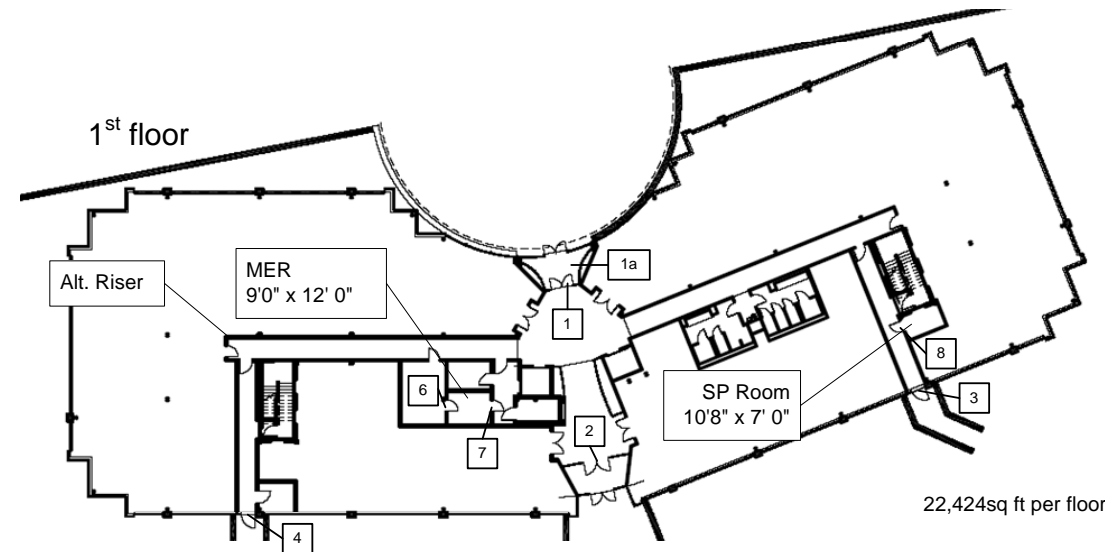 1st floor
1a
MER
9'0" x 12' 0"
Alt. Riser
1
8
6
SP Room
10'8" x 7' 0"
3
2
7
22,424sq ft per floor
4